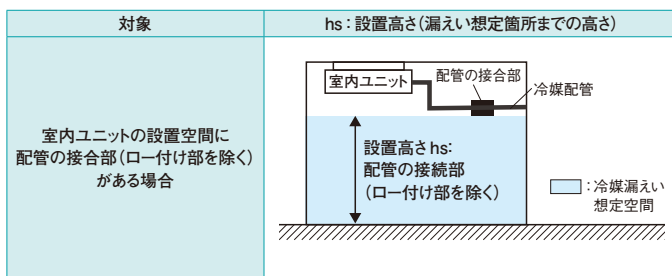 対象
hs：設置高さ（漏えい想定箇所までの高さ）
室内ユニットの設置空間に
配管の接合部（ロー付け部を除く）
がある場合
室内ユニット
配管の接合部
冷媒配管
設置高さhs：
配管の接続部
（ロー付け部を除く）
：冷媒漏えい
想定空間